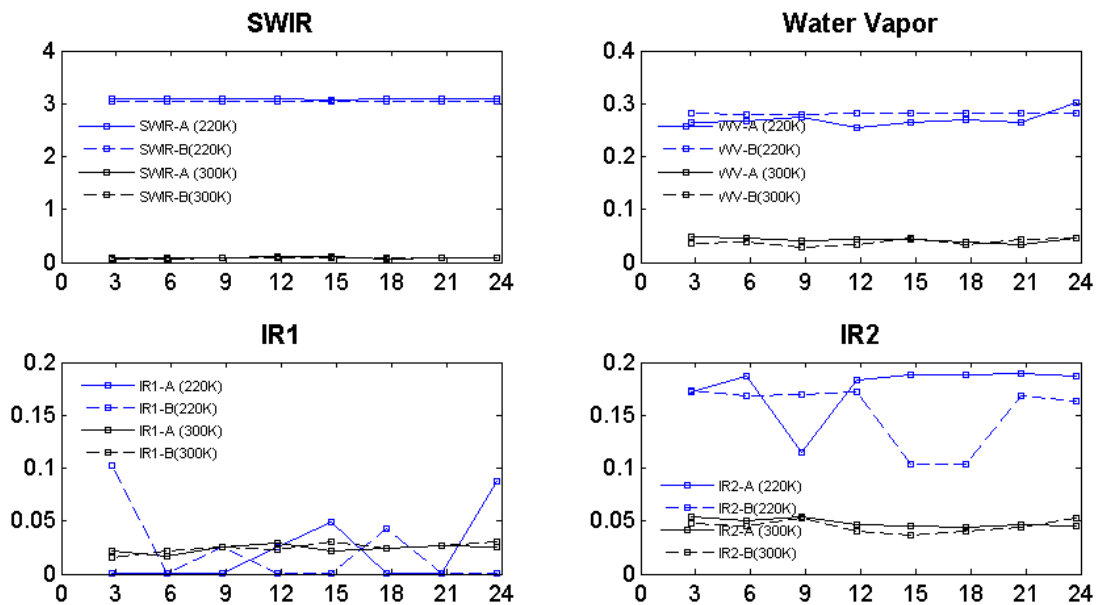 SWIR
4
3
2
1
0
SWIR-A (220K)
SWIR-B(220K)
SWIR-A (300K)
SWIR-B(300K)
0 3 6 9 12 15 18 21 24
Water Vapor
0.4
0.3
0.2
0.1
0
WV-A (220K)
WV-B(220K)
WV-A (300K)
WV-B(300K)
0 3 6 9 12 15 18 21 24
IR1
0.2
0.15
0.1
0.05
0
IR1-A (220K)
IR1-B(220K)
IR1-A (300K)
IR1-B(300K)
0 3 6 9 12 15 18 21 24
IR2
0.2
0.15
0.1
0.05
0
IR2-A (220K)
IR2-B(220K)
IR2-A (300K)
IR2-B(300K)
0 3 6 9 12 15 18 21 24